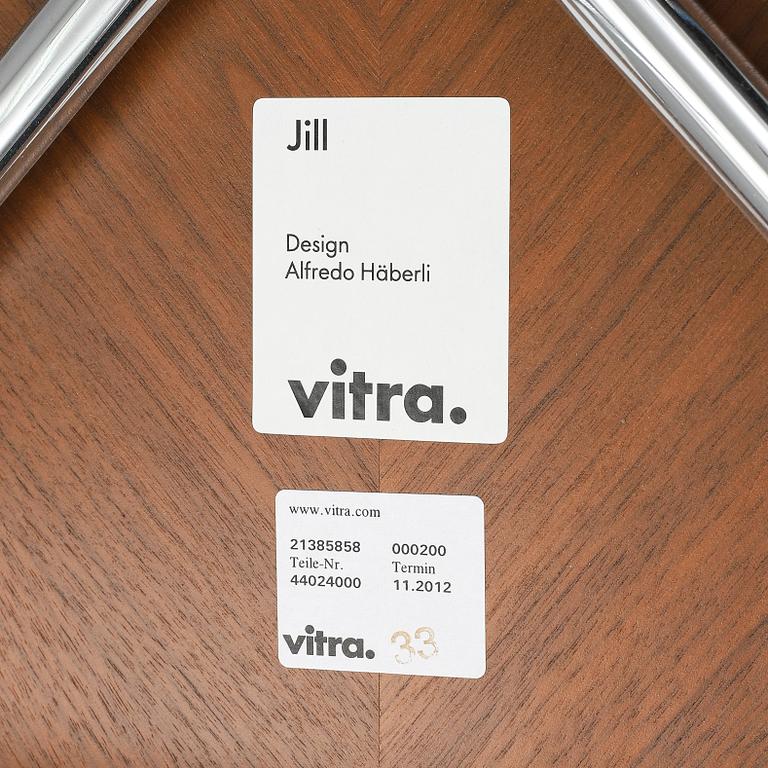 Jill
Design
Alfredo Häberli
vitra.
www.vitra.com
21385858 000200
Teile-Nr. Termin
44024000 11.2012
vitra. 33